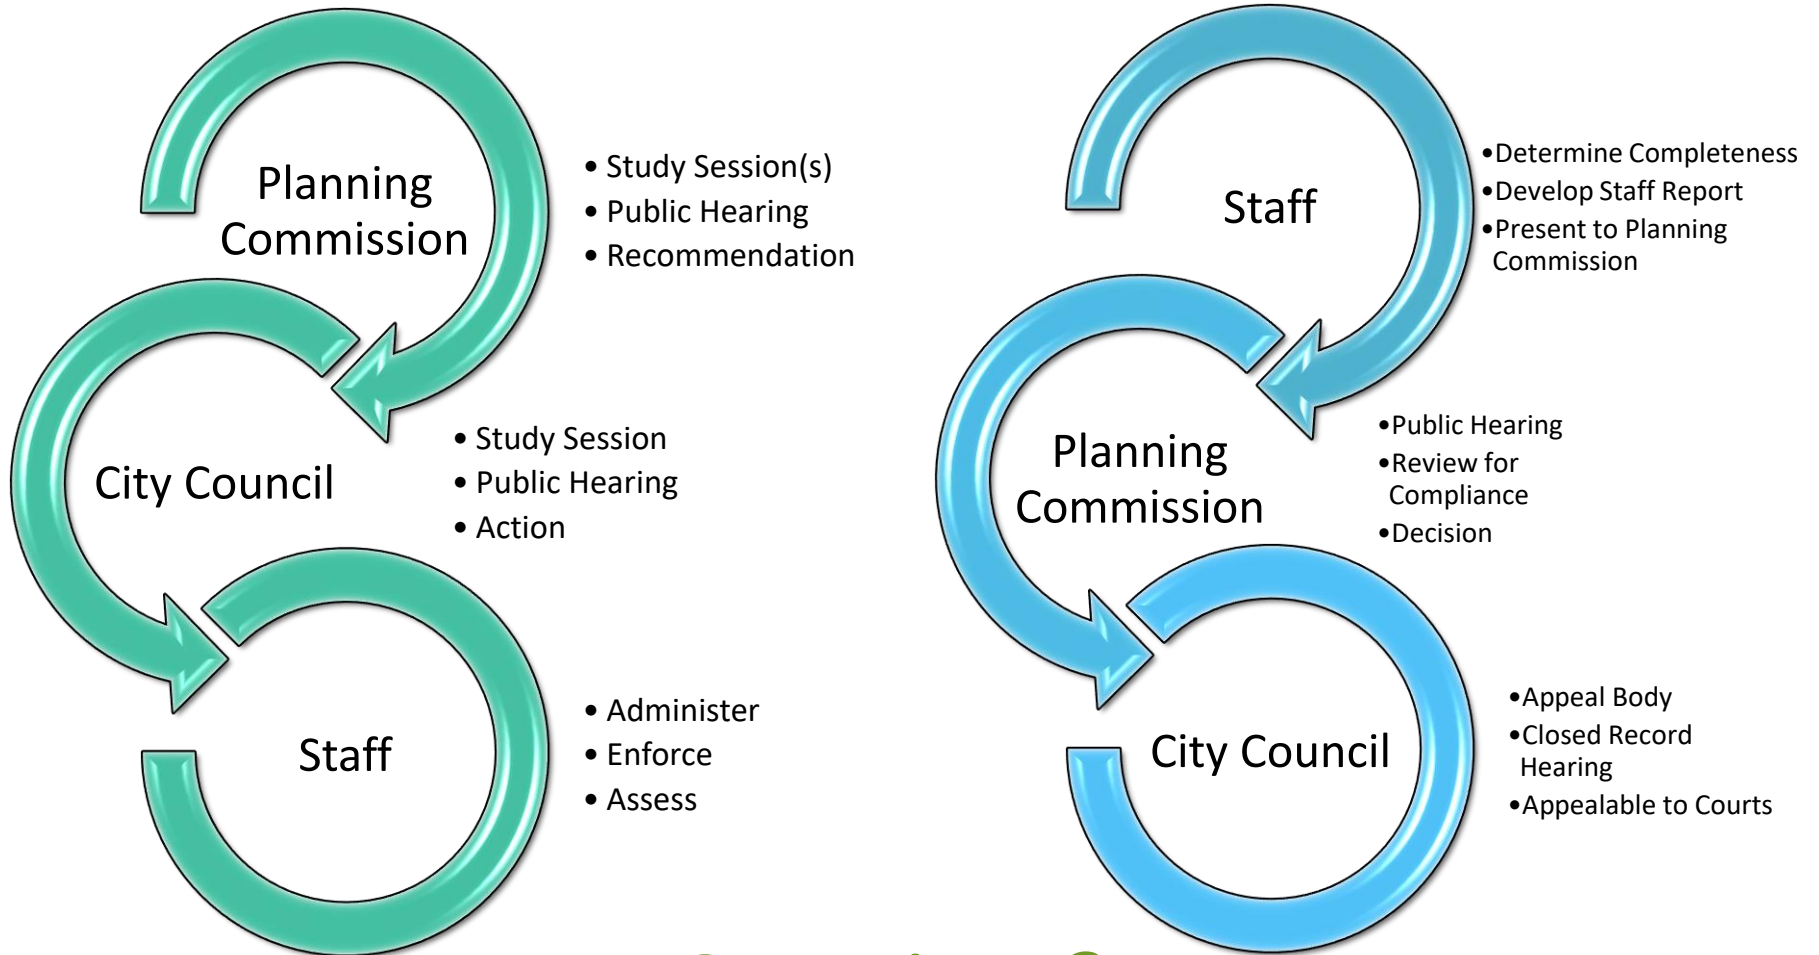 Planning
Commission
• Study Session(s)
• Public Hearing
• Recommendation
City Council
• Study Session
• Public Hearing
• Action
Staff
• Administer
• Enforce
• Assess
Staff
•Determine Completeness
•Develop Staff Report
•Present to Planning
Commission
Planning
Commission
•Public Hearing
•Review for
Compliance
•Decision
City Council
•Appeal Body
•Closed Record
Hearing
•Appealable to Courts